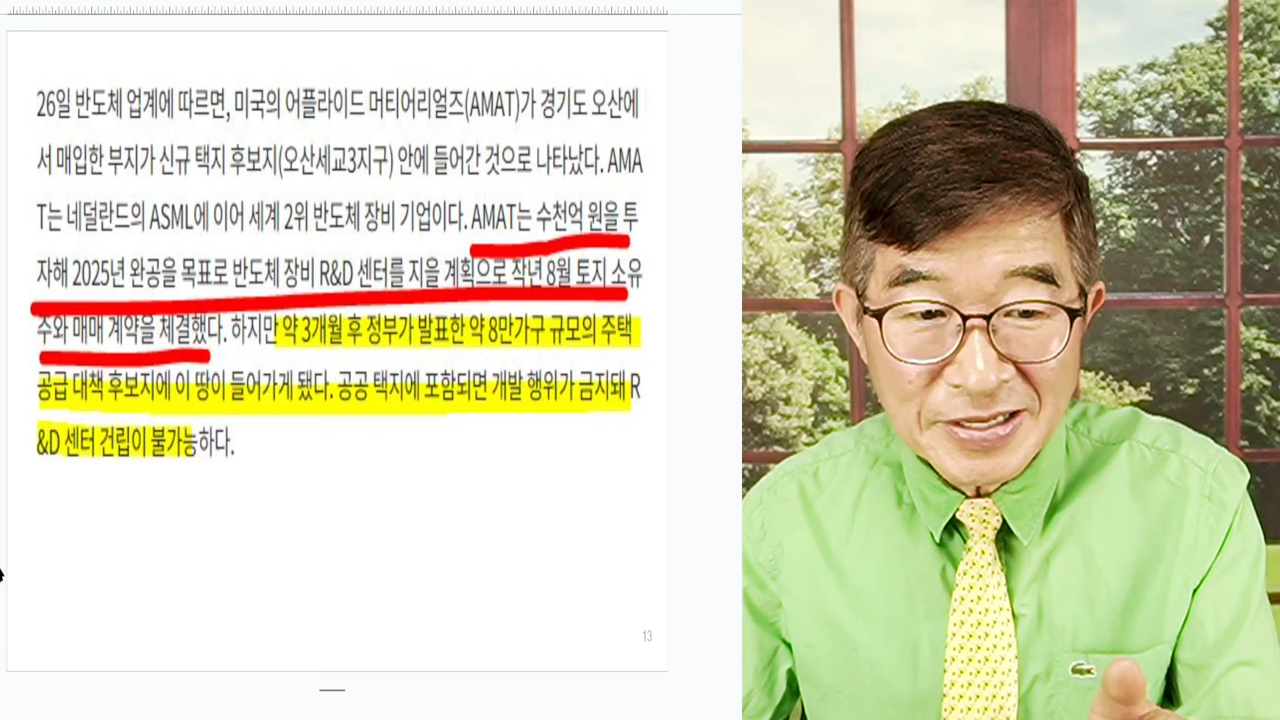 26일 반도체 업계에 따르면, 미국의 어플라이드 머티어리얼즈(AMAT)가 경기도 오산에
서 매입한 부지가 신규 택지 후보지(오산세교3지구) 안에 들어간 것으로 나타났다. AMA
T는 네덜란드의 ASML에 이어 세계 2위 반도체 장비 기업이다. AMAT는 수천억 원을 투
자해 2025년 완공을 목표로 반도체 장비 R&D 센터를 지을 계획으로 작년 8월 토지 소유
주와 매매 계약을 체결했다. 하지만 약 3개월 후 정부가 발표한 약 8만가구 규모의 주택
공급 대책 후보지에 이 땅이 들어가게 됐다. 공공 택지에 포함되면 개발 행위가 금지돼 R
&D 센터 건립이 불가능하다.
13